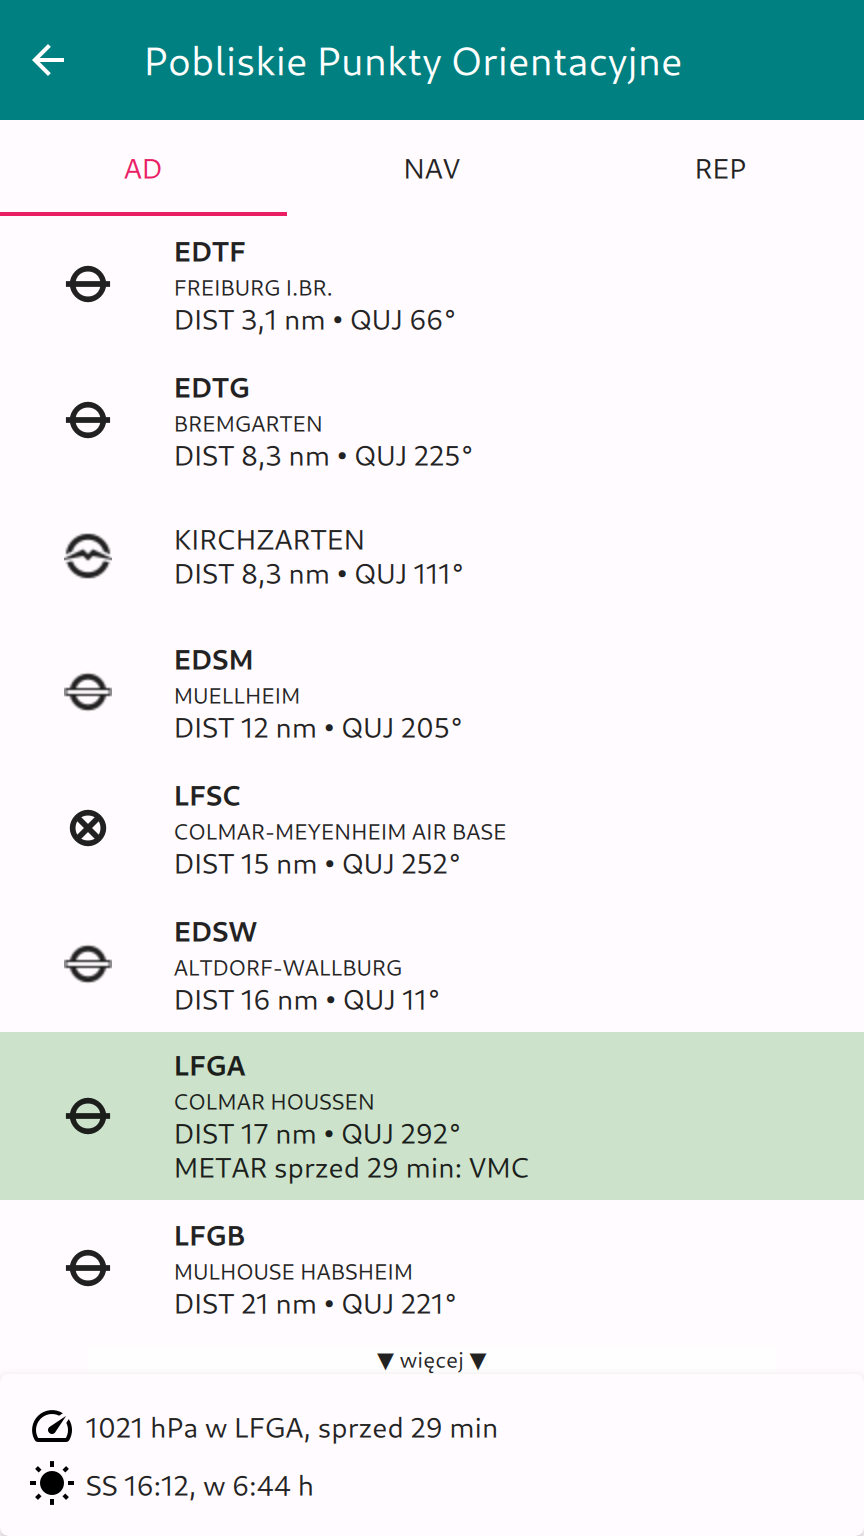 Pobliskie Punkty Orientacyjne
AD NAV REP
EDTF
FREIBURG I.BR.
DIST 3,1 nm • QUJ 66°
EDTG
BREMGARTEN
DIST 8,3 nm • QUJ 225°
KIRCHZARTEN
DIST 8,3 nm • QUJ 111°
EDSM
MUELLHEIM
DIST 12 nm • QUJ 205°
LFSC
COLMAR-MEYENHEIM AIR BASE
DIST 15 nm • QUJ 252°
EDSW
ALTDORF-WALLBURG
DIST 16 nm • QUJ 11°
LFGA
COLMAR HOUSSEN
DIST 17 nm • QUJ 292°
METAR sprzed 29 min: VMC
LFGB
MULHOUSE HABSHEIM
DIST 21 nm • QUJ 221°
▼ więcej ▼
1021 hPa w LFGA, sprzed 29 min
SS 16:12, w 6:44 h